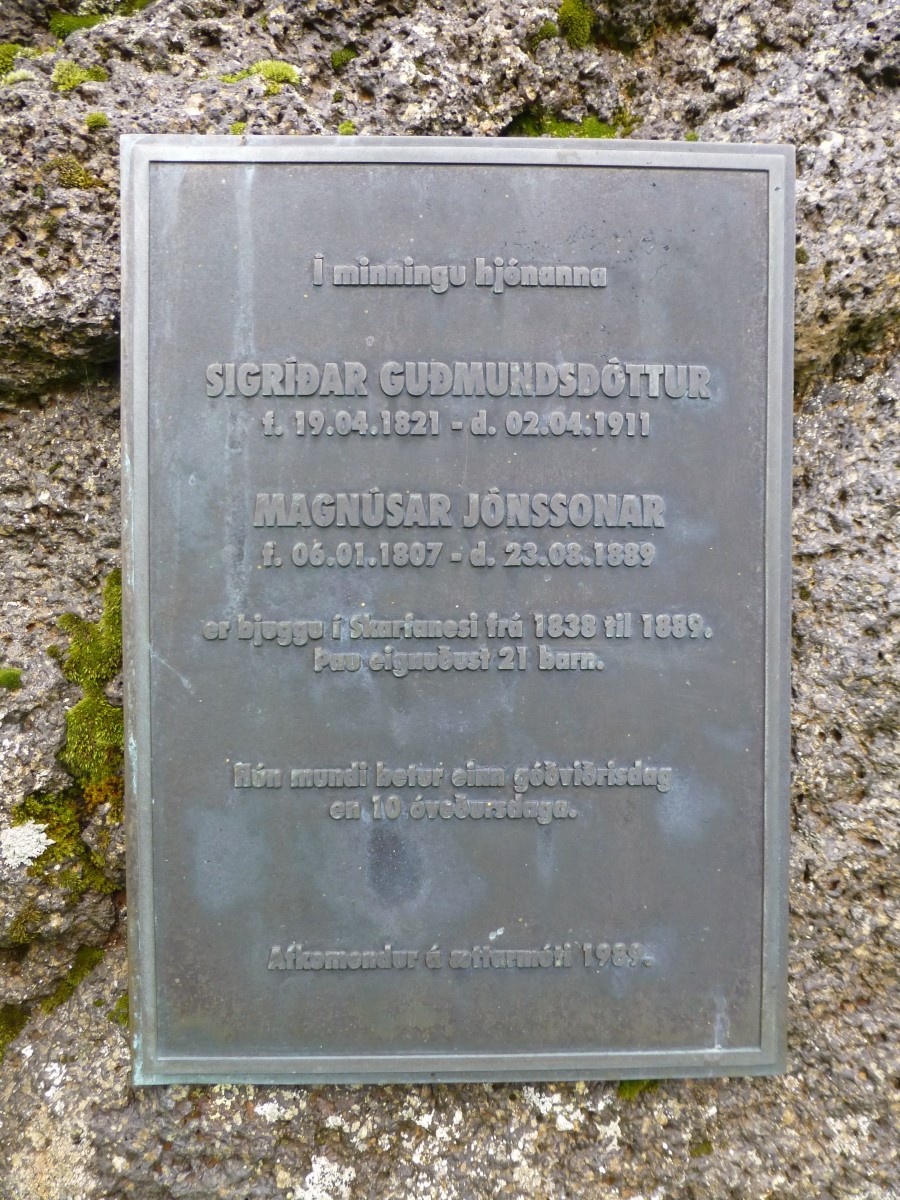 Í minningu hjónanna
SIGRÍÐAR GUÐMUNDSDÓTTUR
f. 19.04.1821 - d. 02.04.1911
MAGNÚSAR JÓNSSONAR
f. 06.01.1807 - d. 23.08.1889
er bjuggu í Skarfanesi frá 1838 til 1889.
Þau eignuðust 21 barn.
Hún mundi betur einn góðviðrisdag
en 10 óveðursdaga.
Afkomendur á ættarmóti 1989.